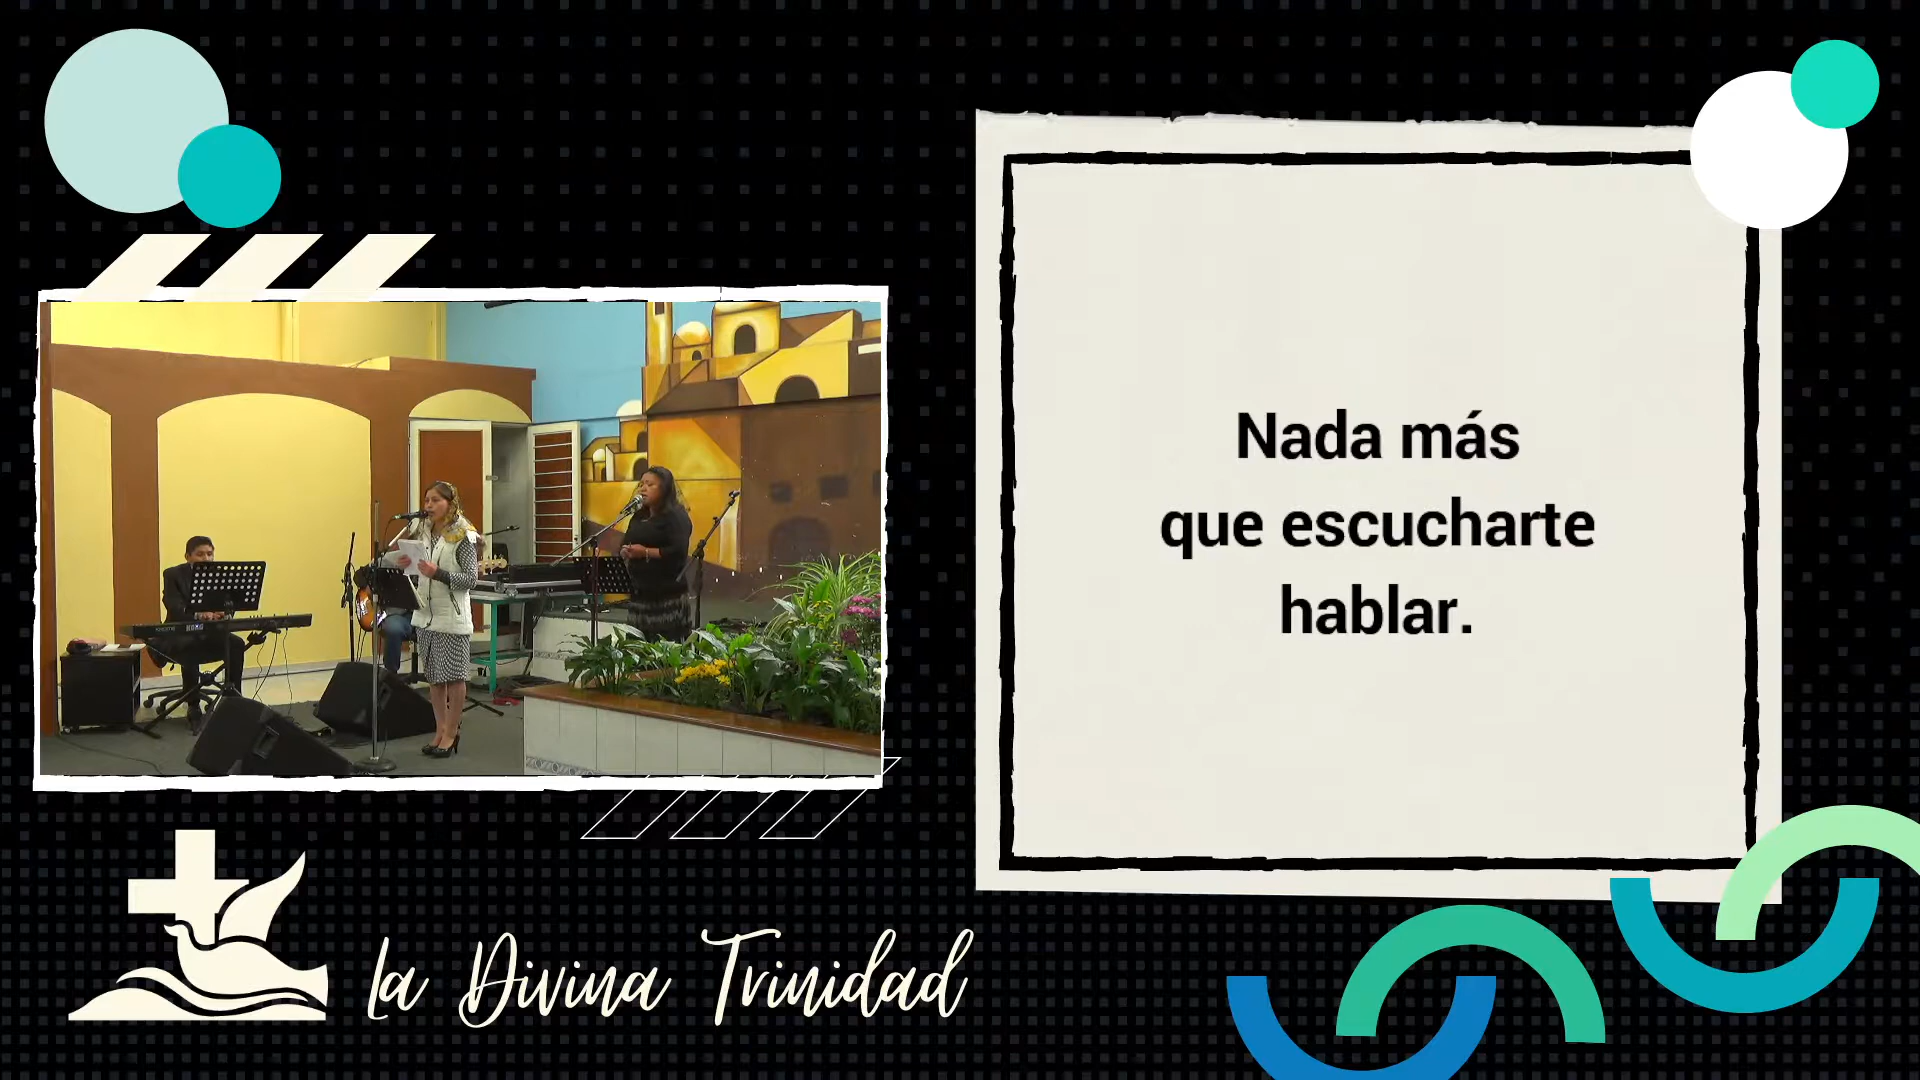 Nada más
que escucharte
hablar.
La Divina Trinidad